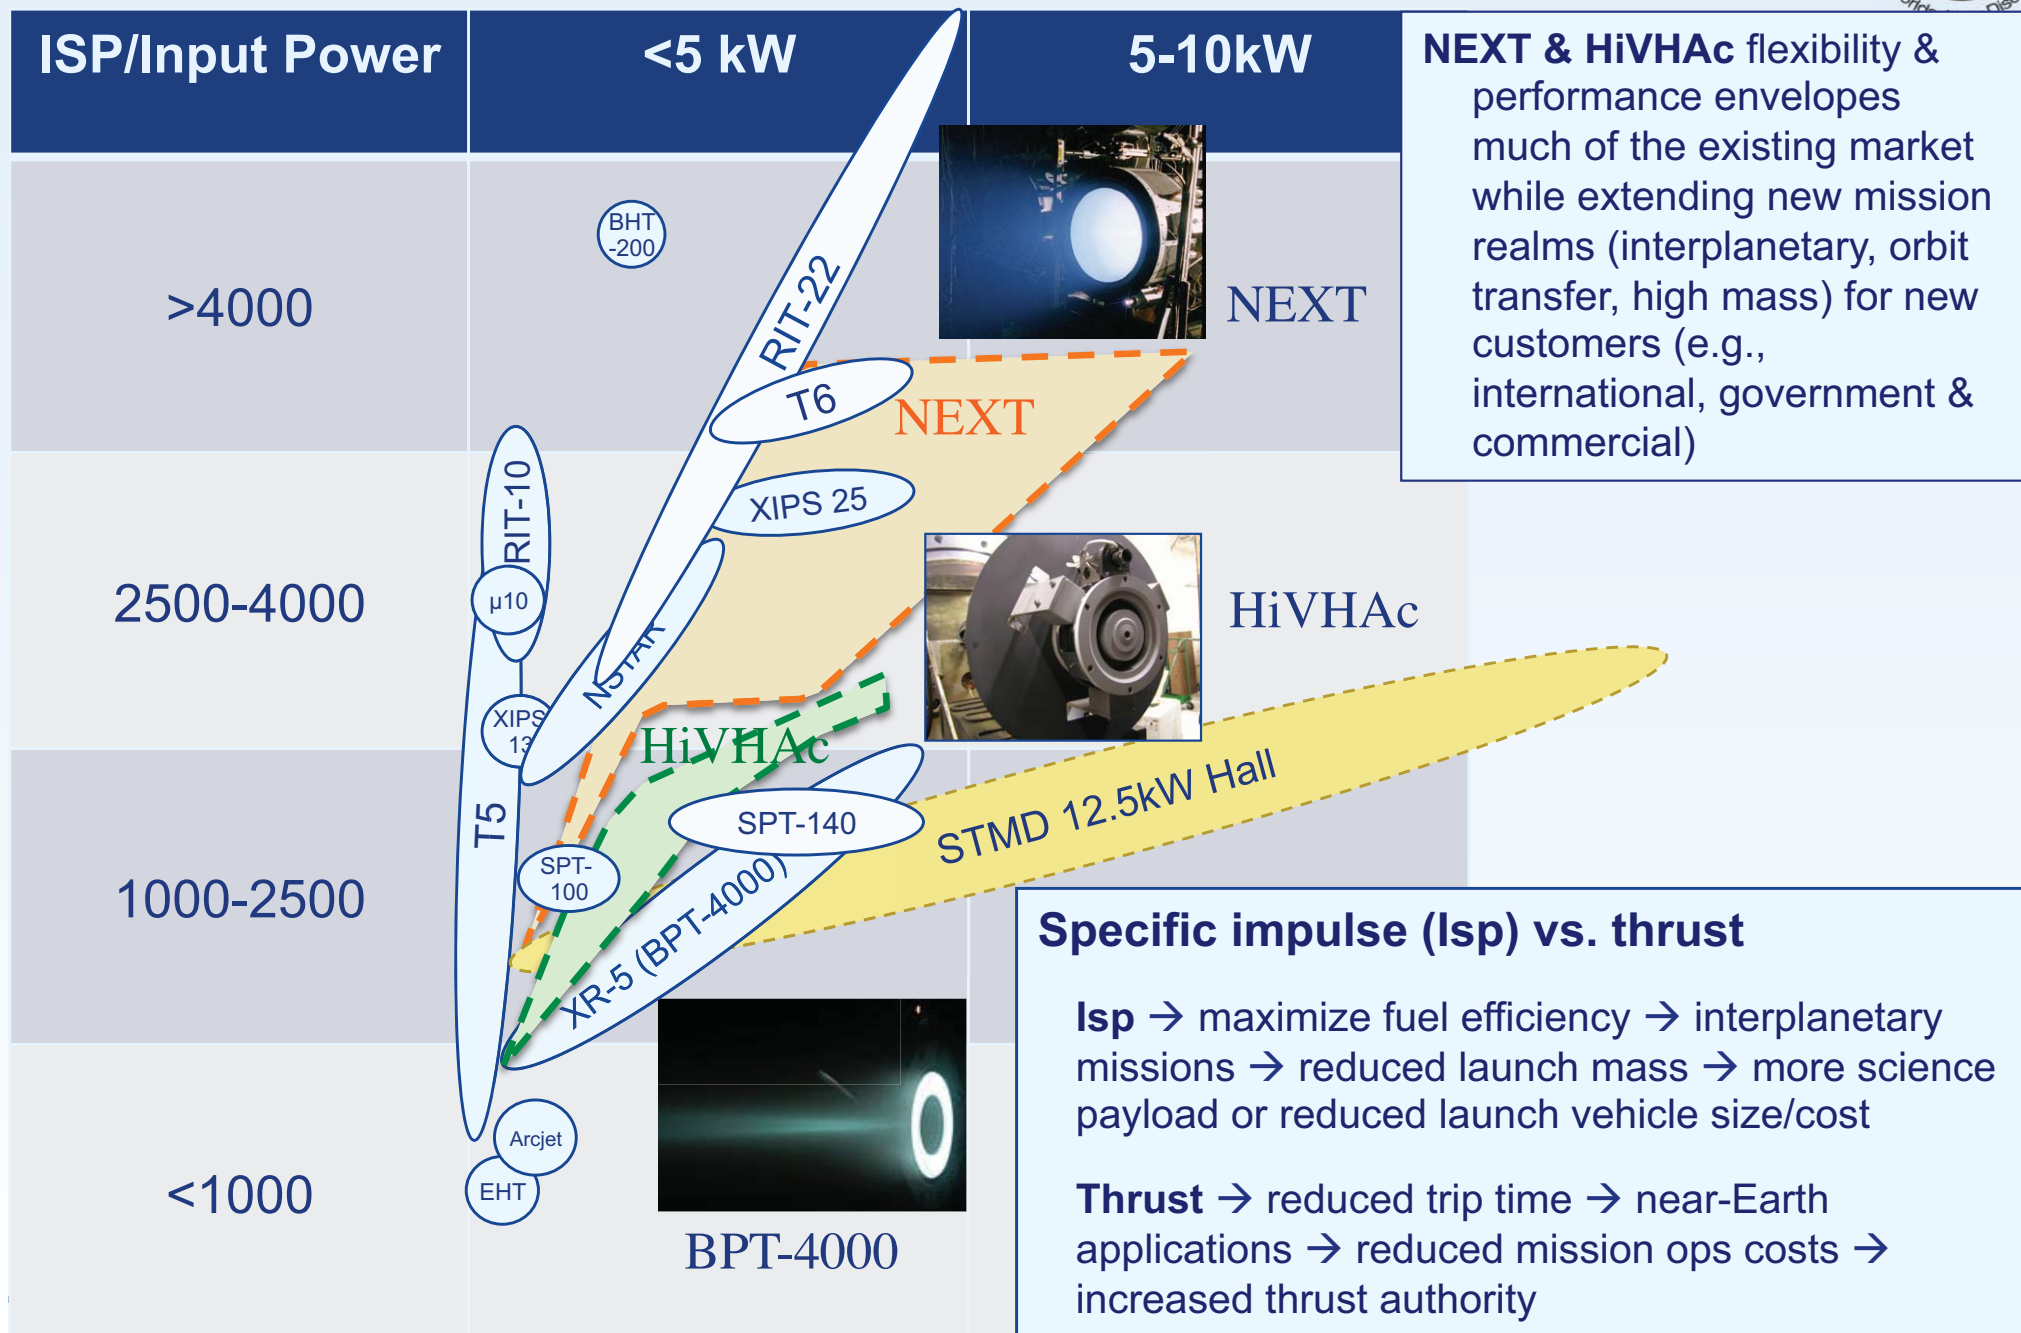 ISP/Input Power
<5 kW
5-10kW
NEXT & HiVHAc flexibility &
performance envelopes
much of the existing market
while extending new mission
realms (interplanetary, orbit
transfer, high mass) for new
customers (e.g.,
international, government &
commercial)
>4000
BHT
-200
RIT-22
NEXT
T6
NEXT
2500-4000
RIT-10
XIPS 25
µ10
NSTAR
HiVHAc
XIPS
13
HiVHAc
1000-2500
T5
SPT-140
STMD 12.5kW Hall
SPT-
100
XR-5 (BPT-4000)
<1000
Arcjet
EHT
BPT-4000
Specific impulse (Isp) vs. thrust
Isp → maximize fuel efficiency → interplanetary
missions → reduced launch mass → more science
payload or reduced launch vehicle size/cost
Thrust → reduced trip time → near-Earth
applications → reduced mission ops costs →
increased thrust authority